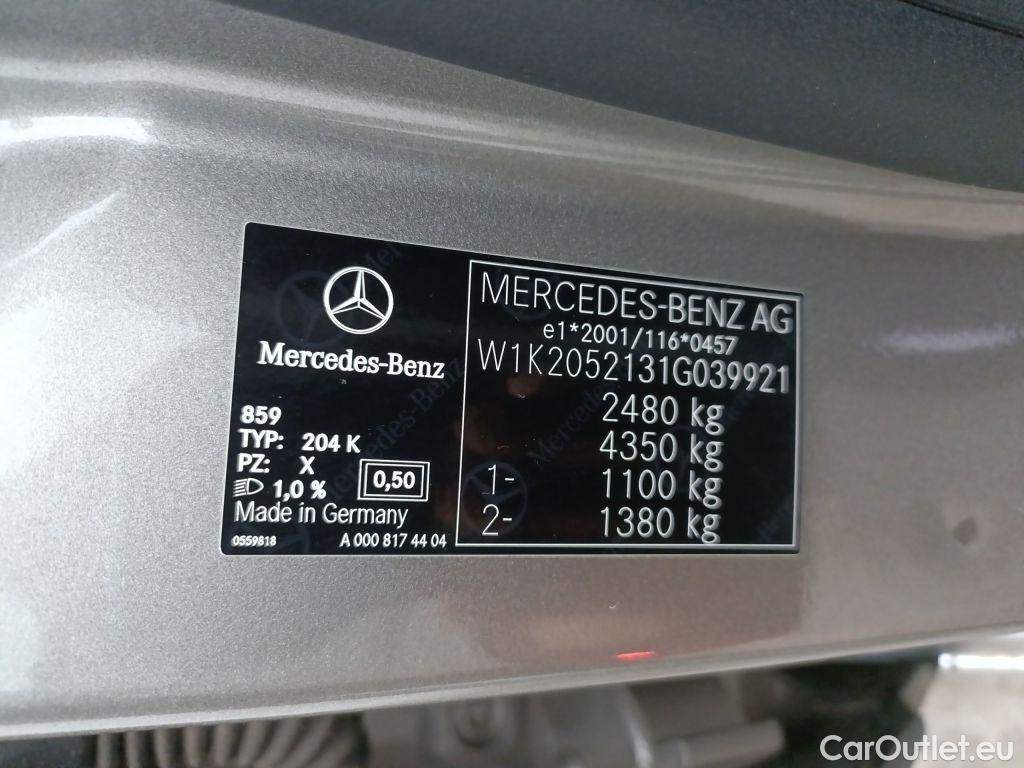 Mercedes-Benz
859
TYP: 204 K
PZ: X
1,0 %
0,50
Made in Germany
0559818
A 000 817 44 04
MERCEDES-BENZ AG
e1*2001/116*0457
W1K2052131G039921
2480 kg
4350 kg
1- 1100 kg
2- 1380 kg
CarOutlet.eu